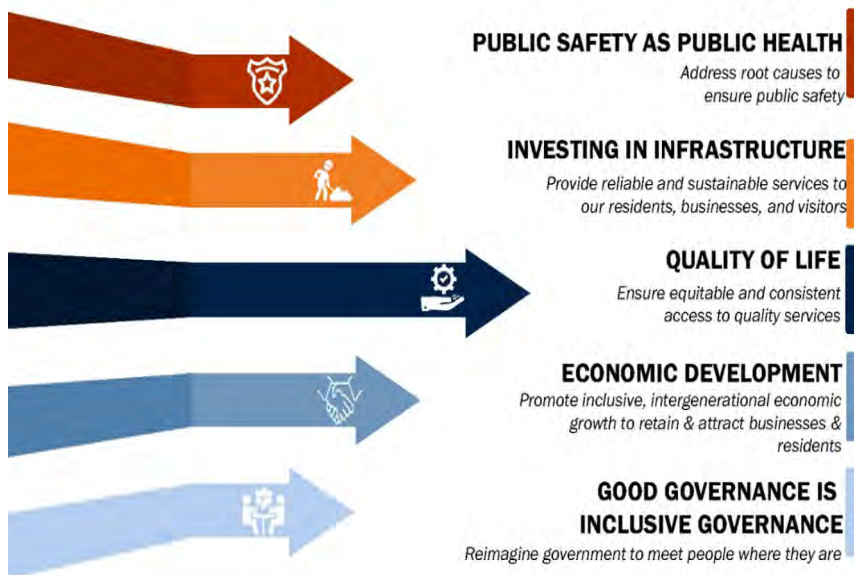 PUBLIC SAFETY AS PUBLIC HEALTH
Address root causes to
ensure public safety
INVESTING IN INFRASTRUCTURE
Provide reliable and sustainable services to
our residents, businesses, and visitors
QUALITY OF LIFE
Ensure equitable and consistent
access to quality services
ECONOMIC DEVELOPMENT
Promote inclusive, intergenerational economic
growth to retain & attract businesses &
residents
GOOD GOVERNANCE IS
INCLUSIVE GOVERNANCE
Reimagine government to meet people where they are